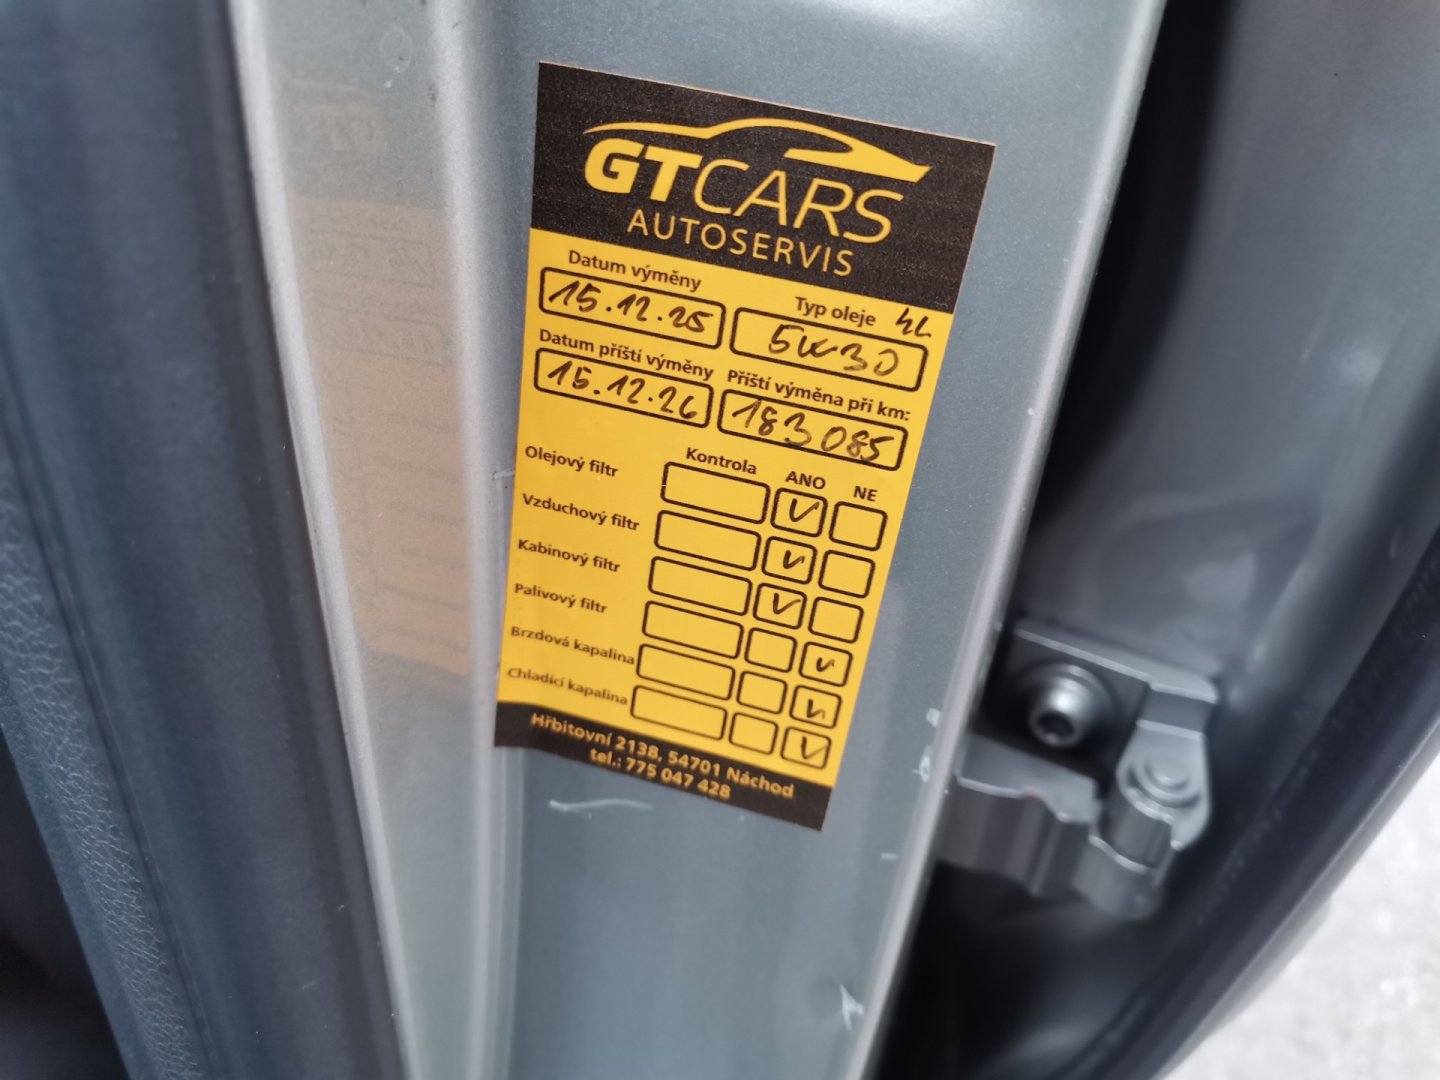 GTCARS
AUTOSERVIS
Datum výměny
Typ oleje 4L
15.12.25
5W30
Datum příští výměny
Příští výměna při km:
15.12.26
183 085
Kontrola ANO NE
Olejový filtr
Vzduchový filtr
Kabinový filtr
Palivový filtr
Brzdová kapalina
Chladící kapalina
Hřbitovní 2138, 54701 Náchod
tel.: 775 047 428